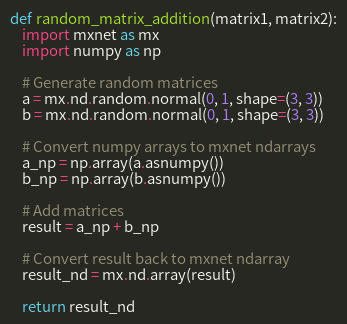 def random_matrix_addition(matrix1, matrix2):
    import mxnet as mx
    import numpy as np
    # Generate random matrices
    a = mx.nd.random.normal(0, 1, shape=(3, 3))
    b = mx.nd.random.normal(0, 1, shape=(3, 3))
    # Convert numpy arrays to mxnet ndarrays
    a_np = np.array(a.asnumpy())
    b_np = np.array(b.asnumpy())
    # Add matrices
    result = a_np + b_np
    # Convert result back to mxnet ndarray
    result_nd = mx.nd.array(result)
    return result_nd